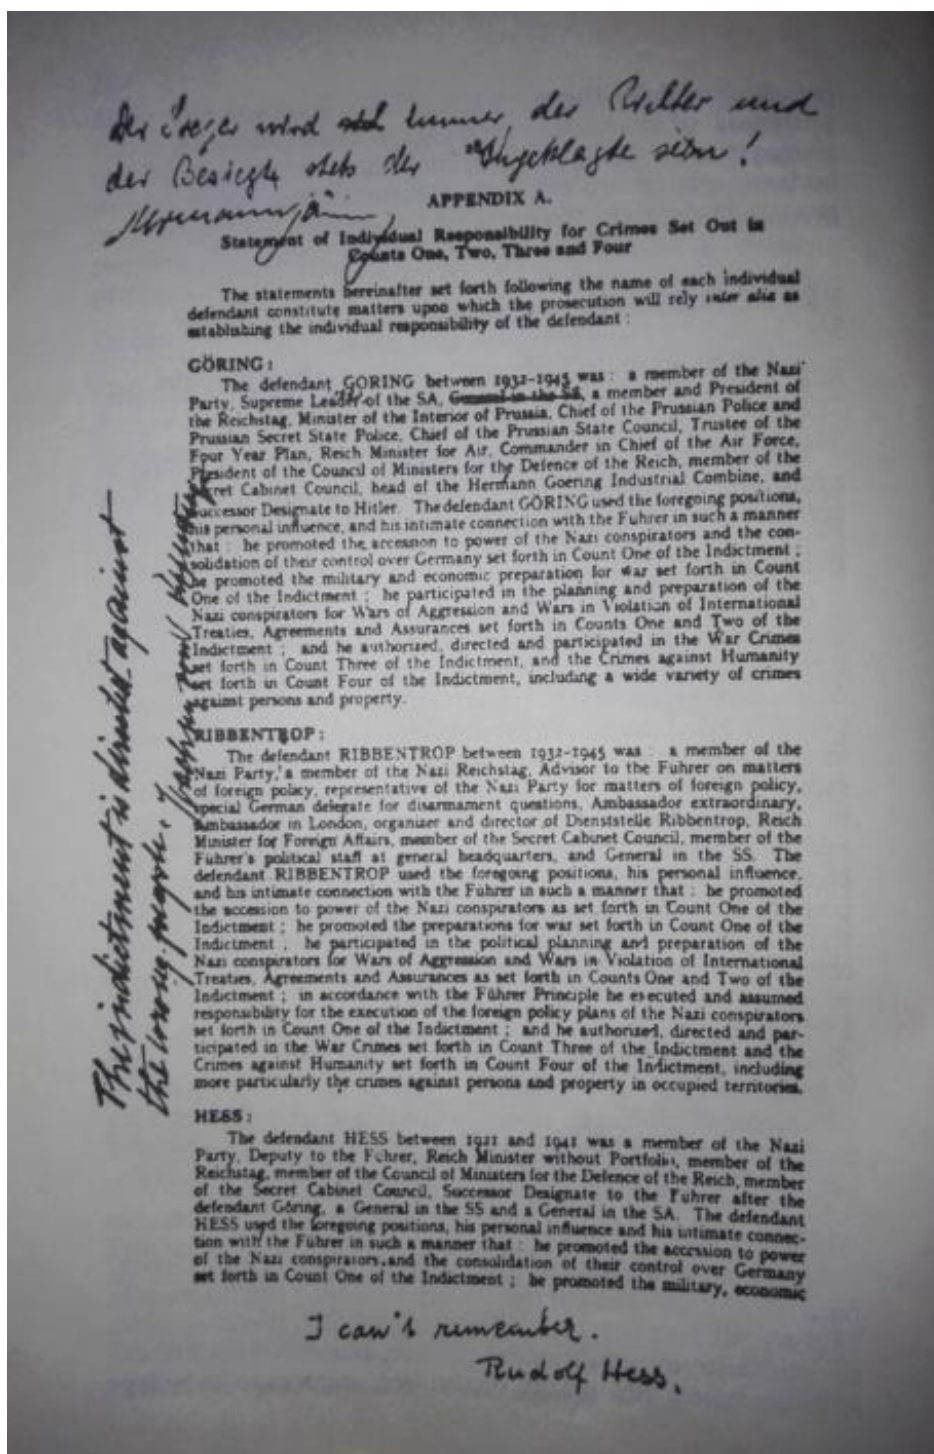 Der Sieger wird immer der Richter und
der Besiegte stets der Angeklagte sein!
Hermann Göring
APPENDIX A.
Statement of Individual Responsibility for Crimes Set Out in
Counts One, Two, Three and Four
The statements hereinafter set forth following the name of each individual
defendant constitute matters upon which the prosecution will rely inter alia as
establishing the individual responsibility of the defendant :
GÖRING :
The defendant GÖRING between 1932-1945 was : a member of the Nazi
Party, Supreme Leader of the SA, General in the SS, a member and President of
the Reichstag, Minister of the Interior of Prussia, Chief of the Prussian Police and
Prussian Secret State Police, Chief of the Prussian State Council, Trustee of the
Four Year Plan, Reich Minister for Air, Commander in Chief of the Air Force,
President of the Council of Ministers for the Defence of the Reich, member of the
Secret Cabinet Council, head of the Hermann Goering Industrial Combine, and
Successor Designate to Hitler. The defendant GÖRING used the foregoing positions,
his personal influence, and his intimate connection with the Fuhrer in such a manner
that : he promoted the accession to power of the Nazi conspirators and the con-
solidation of their control over Germany set forth in Count One of the Indictment ;
he promoted the military and economic preparation for war set forth in Count
One of the Indictment ; he participated in the planning and preparation of the
Nazi conspirators for Wars of Aggression and Wars in Violation of International
Treaties, Agreements and Assurances set forth in Counts One and Two of the
Indictment ; and he authorized, directed and participated in the War Crimes
set forth in Count Three of the Indictment, and the Crimes against Humanity
set forth in Count Four of the Indictment, including a wide variety of crimes
against persons and property.
RIBBENTROP :
The defendant RIBBENTROP between 1932-1945 was : a member of the
Nazi Party, a member of the Nazi Reichstag, Advisor to the Fuhrer on matters
of foreign policy, representative of the Nazi Party for matters of foreign policy,
special German delegate for disarmament questions, Ambassador extraordinary,
Ambassador in London, organizer and director of Dienststelle Ribbentrop, Reich
Minister for Foreign Affairs, member of the Secret Cabinet Council, member of the
Führer's political staff at general headquarters, and General in the SS. The
defendant RIBBENTROP used the foregoing positions, his personal influence,
and his intimate connection with the Führer in such a manner that : he promoted
the accession to power of the Nazi conspirators as set forth in Count One of the
Indictment ; he promoted the preparations for war set forth in Count One of the
Indictment ; he participated in the political planning and preparation of the
Nazi conspirators for Wars of Aggression and Wars in Violation of International
Treaties, Agreements and Assurances as set forth in Counts One and Two of the
Indictment ; in accordance with the Führer Principle he executed and assumed
responsibility for the execution of the foreign policy plans of the Nazi conspirators
set forth in Count One of the Indictment ; and he authorized, directed and par-
ticipated in the War Crimes set forth in Count Three of the Indictment and the
Crimes against Humanity set forth in Count Four of the Indictment, including
more particularly the crimes against persons and property in occupied territories.
HESS :
The defendant HESS between 1921 and 1941 was a member of the Nazi
Party, Deputy to the Fuhrer, Reich Minister without Portfolio, member of the
Reichstag, member of the Council of Ministers for the Defence of the Reich, member
of the Secret Cabinet Council, Successor Designate to the Fuhrer after the
defendant Göring, a General in the SS and a General in the SA. The defendant
HESS used the foregoing positions, his personal influence and his intimate connec-
tion with the Fuhrer in such a manner that : he promoted the accession to power
of the Nazi conspirators and the consolidation of their control over Germany
set forth in Count One of the Indictment ; he promoted the military, economic
I can't remember.
Rudolf Hess.
The indictment is directed against
the wrong people. Joachim von Ribbentrop